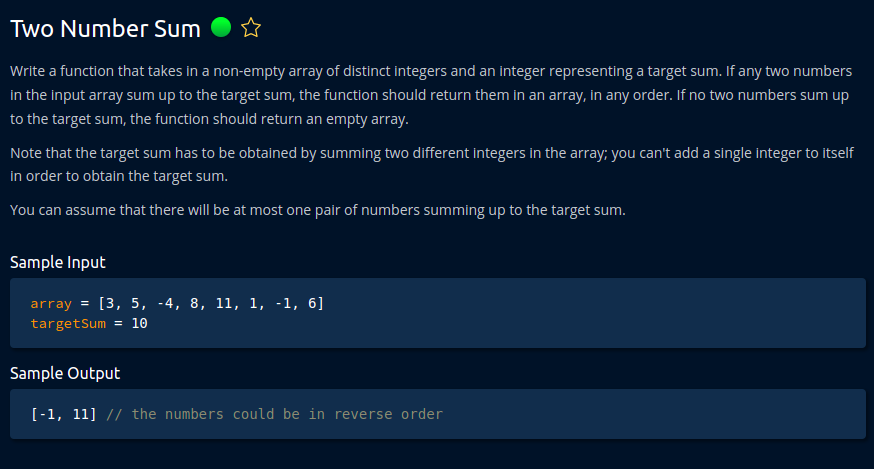 Two Number Sum
Write a function that takes in a non-empty array of distinct integers and an integer representing a target sum. If any two numbers
in the input array sum up to the target sum, the function should return them in an array, in any order. If no two numbers sum up
to the target sum, the function should return an empty array.
Note that the target sum has to be obtained by summing two different integers in the array; you can't add a single integer to itself
in order to obtain the target sum.
You can assume that there will be at most one pair of numbers summing up to the target sum.
Sample Input
array = [3, 5, -4, 8, 11, 1, -1, 6]
targetSum = 10
Sample Output
[-1, 11] // the numbers could be in reverse order